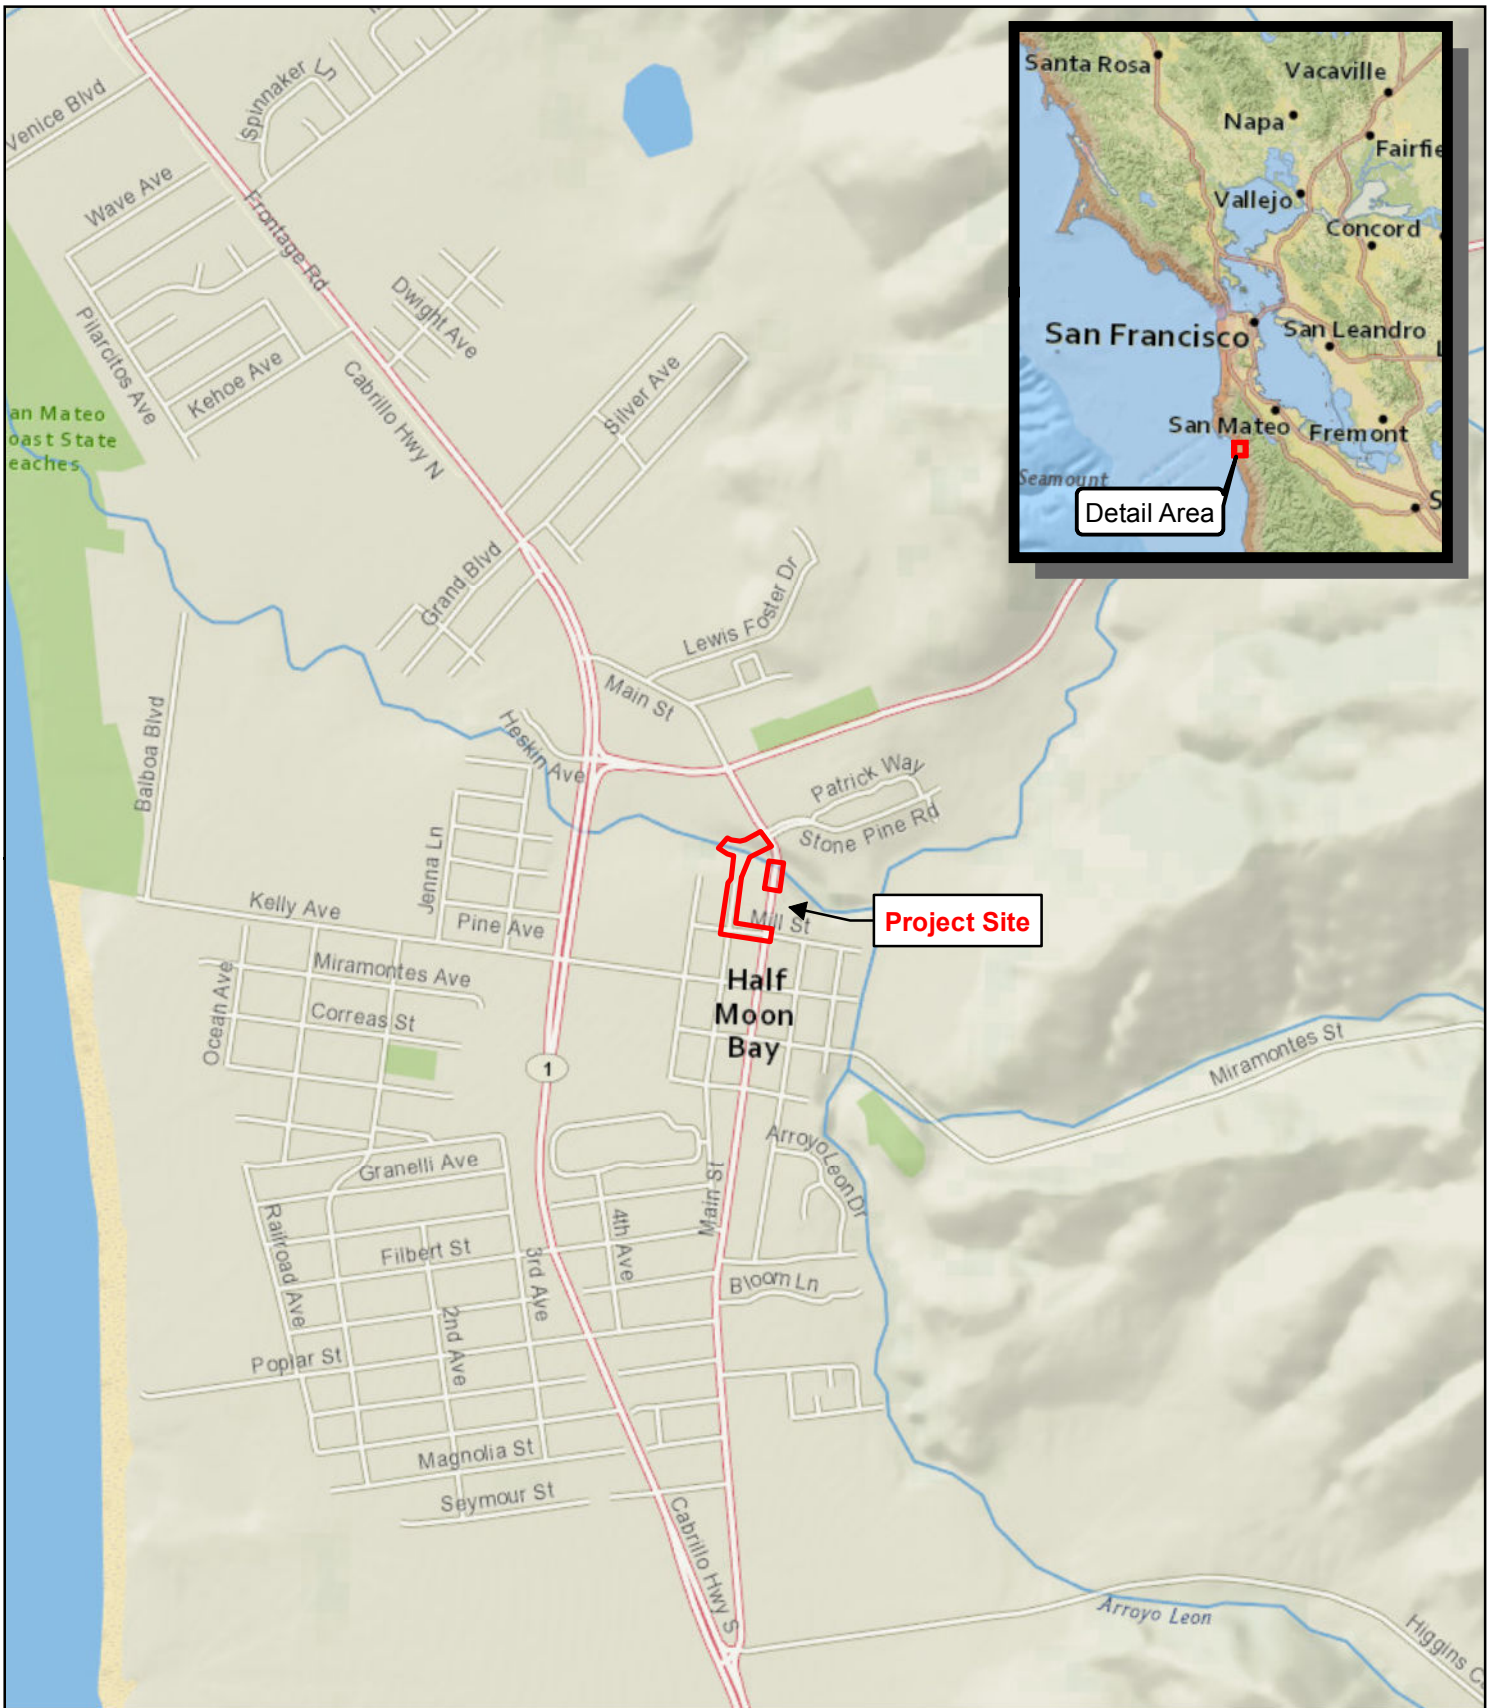 Spinnaker Ln
Venice Blvd
Wave Ave
Frontage Rd
Dwight Ave
Pilarcitos Ave
Kehoe Ave
Cabrillo Hwy N
Silver Ave
an Mateo
oast State
eaches
Grand Blvd
Lewis Foster Dr
Main St
Balboa Blvd
Heskin Ave
Patrick Way
Stone Pine Rd
Jenna Ln
Kelly Ave
Pine Ave
Mill St
Project Site
Miramontes Ave
Ocean Ave
Correas St
Half
Moon
Bay
1
Miramontes St
Arroyo Leon Dr
Granelli Ave
Main St
Railroad Ave
Filbert St
4th Ave
3rd Ave
Bloom Ln
2nd Ave
Poplar St
Magnolia St
Seymour St
Cabrillo Hwy S
Arroyo Leon
Higgins C
Santa Rosa
Vacaville
Napa
Fairfie
Vallejo
Concord
San Francisco
San Leandro
L
San Mateo
Fremont
Seamount
S
Detail Area